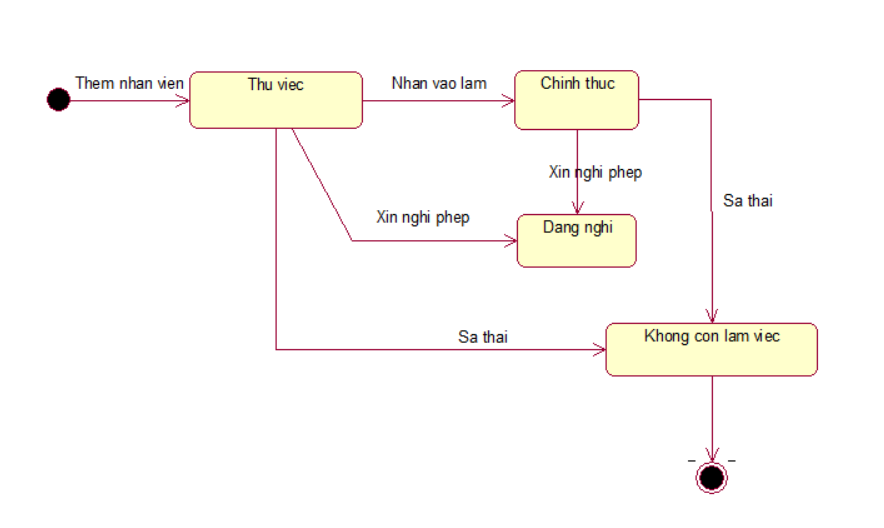 Them nhan vien
Thu viec
Nhan vao lam
Chinh thuc
Xin nghi phep
Sa thai
Xin nghi phep
Dang nghi
Sa thai
Khong con lam viec